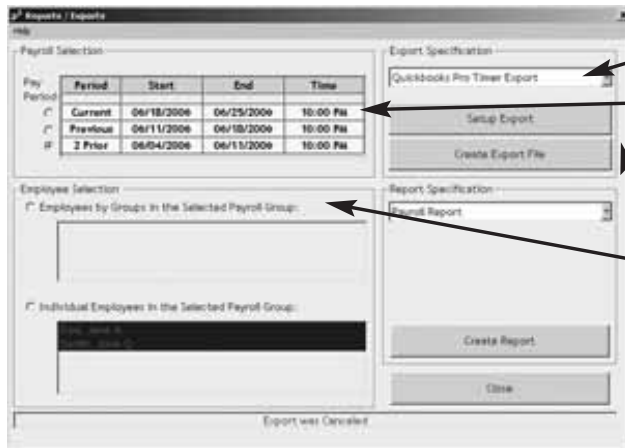 Reports / Exports
Help
Payroll Selection
Pay Period
Period Start End Time
Current 06/18/2006 06/25/2006 10:00 PM
Previous 06/11/2006 06/18/2006 10:00 PM
2 Prior 06/04/2006 06/11/2006 10:00 PM
Export Specification
Quickbooks Pro Timer Export
Setup Export
Create Export File
Employee Selection
Employees by Groups in the Selected Payroll Group:
Individual Employees in the Selected Payroll Group:
Report Specification
Payroll Report
Create Report
Close
Export was Canceled